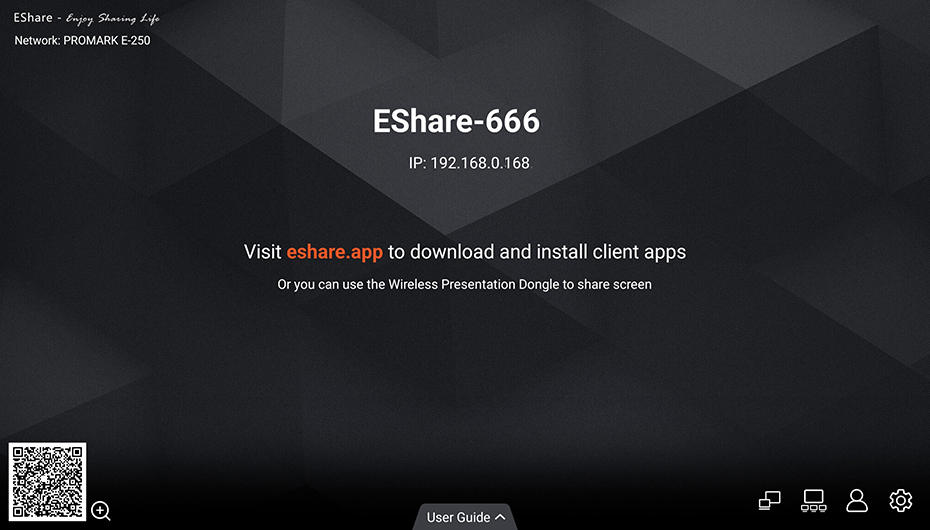 EShare - Enjoy Sharing Life
Network: PROMARK E-250
EShare-666
IP: 192.168.0.168
Visit eshare.app to download and install client apps
Or you can use the Wireless Presentation Dongle to share screen
User Guide